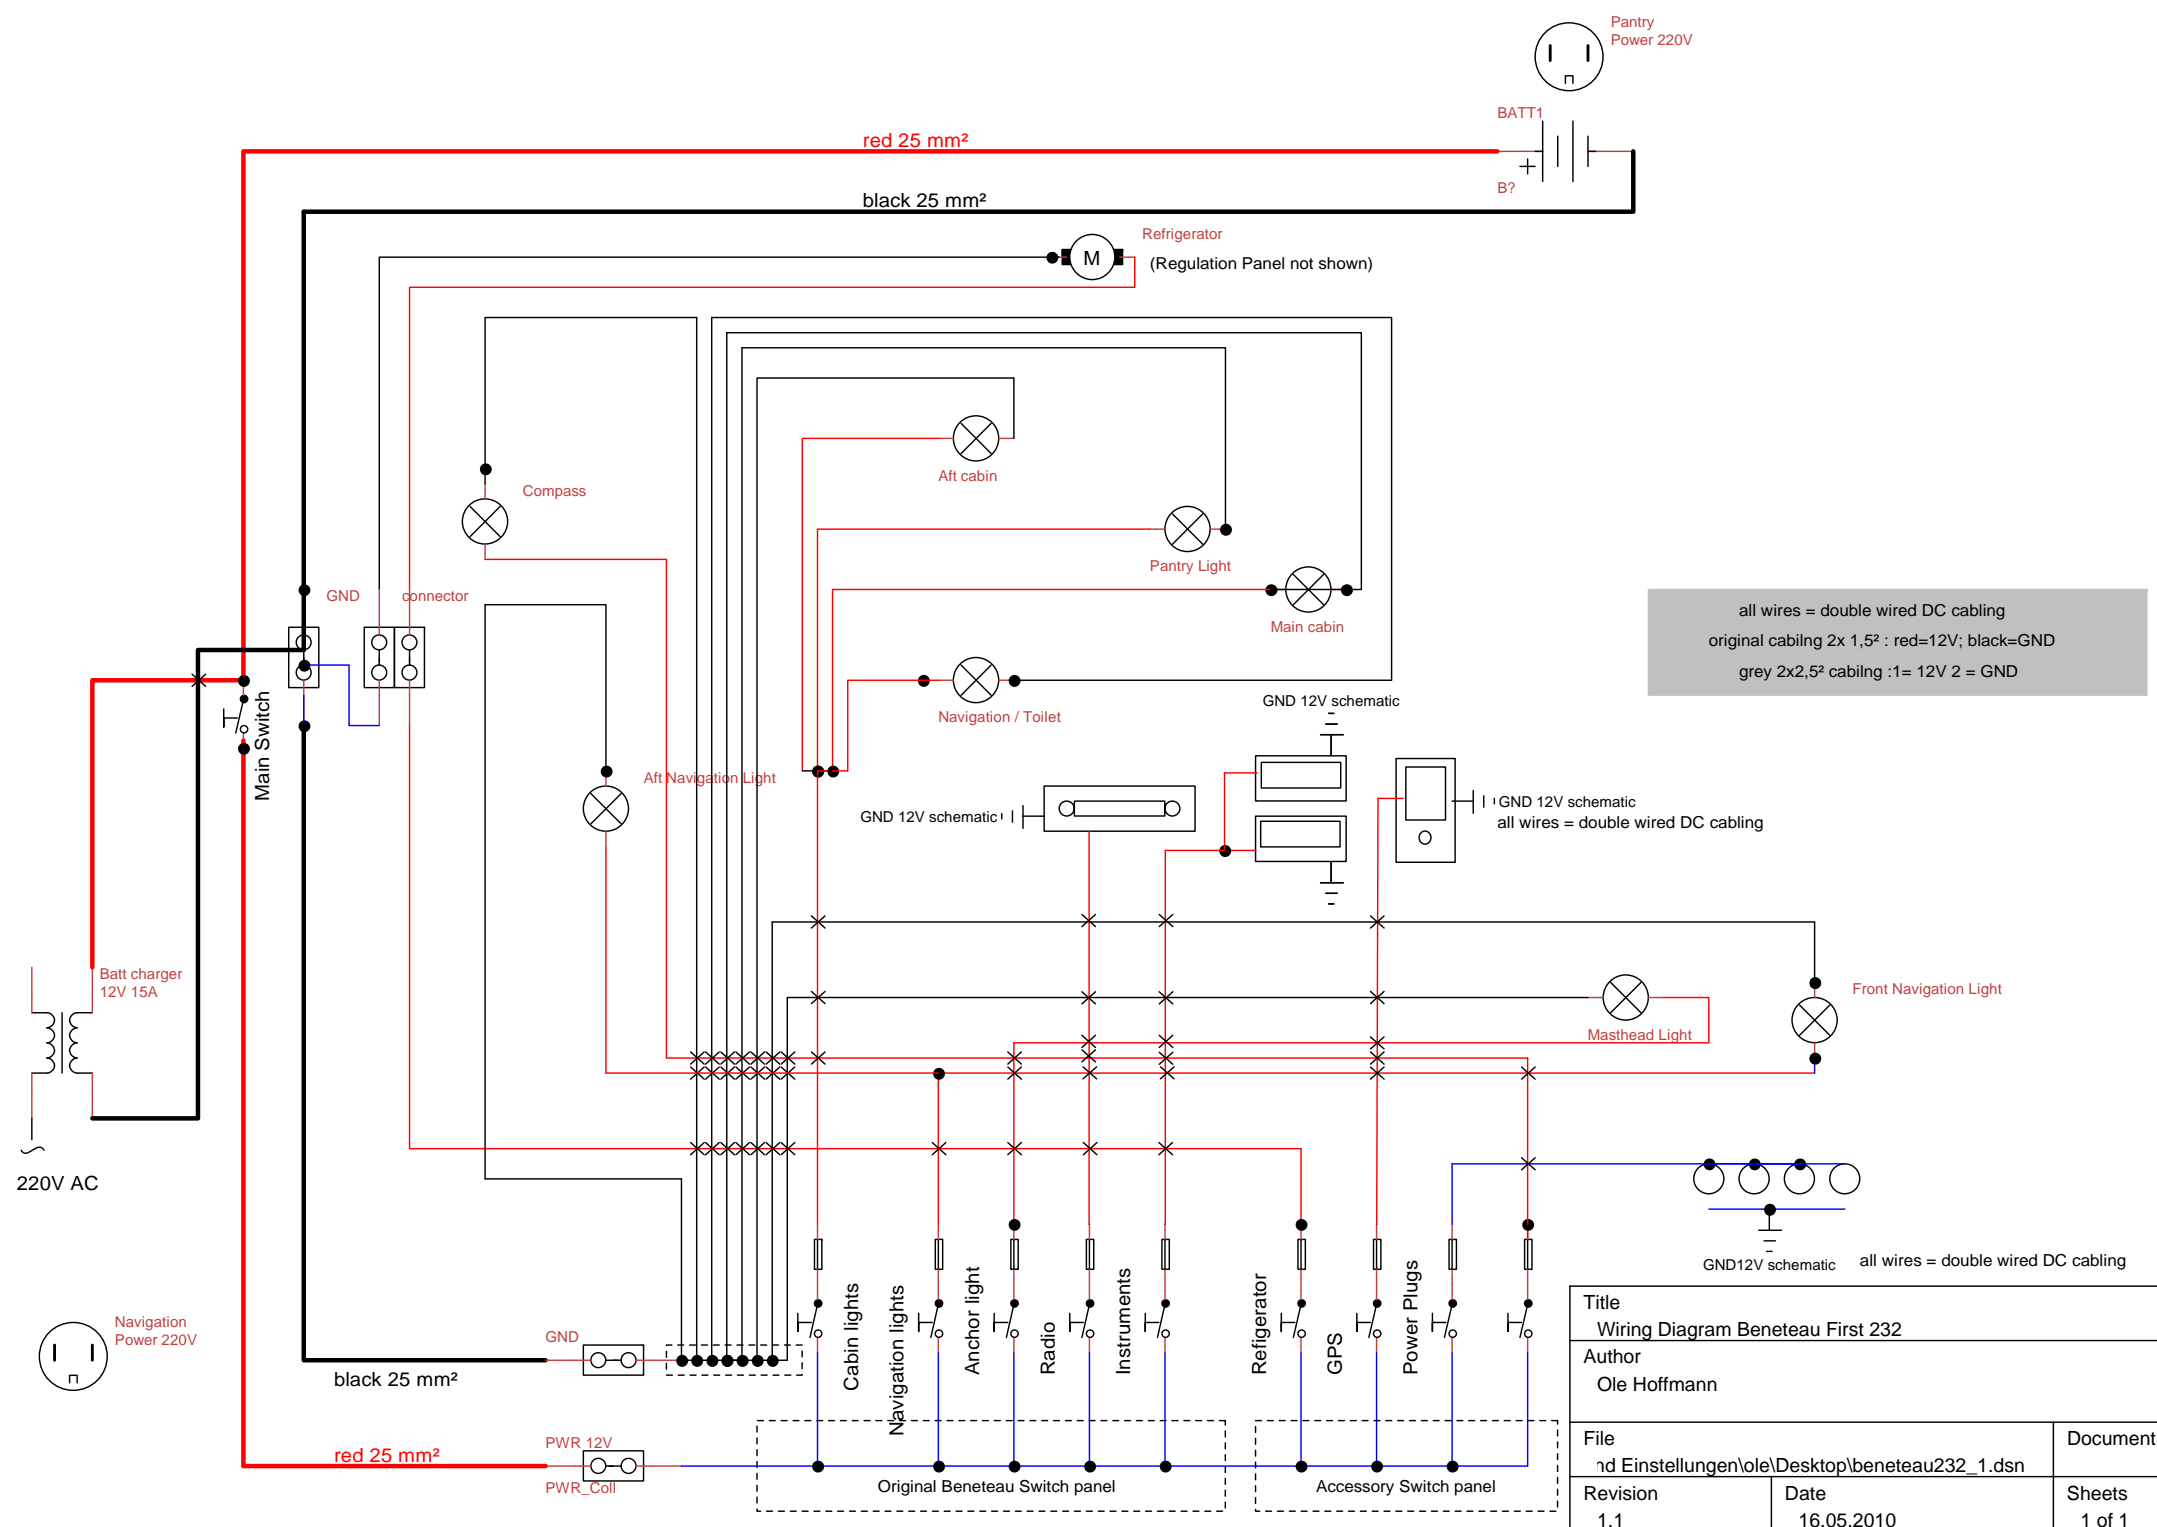 Pantry
Power 220V
BATT1
red 25 mm²
B?
black 25 mm²
Refrigerator
M
(Regulation Panel not shown)
Aft cabin
Compass
Pantry Light
GND
connector
Main cabin
all wires = double wired DC cabling
original cabilng 2x 1,5² : red=12V; black=GND
grey 2x2,5² cabilng :1= 12V 2 = GND
Navigation / Toilet
GND 12V schematic
Main Switch
Aft Navigation Light
GND 12V schematic
GND 12V schematic
all wires = double wired DC cabling
Batt charger
12V 15A
Front Navigation Light
Masthead Light
220V AC
GND12V schematic
all wires = double wired DC cabling
Cabin lights
Navigation lights
Anchor light
Radio
Instruments
Refrigerator
GPS
Power Plugs
Navigation
Power 220V
GND
black 25 mm²
PWR 12V
red 25 mm²
PWR_Coll
Original Beneteau Switch panel
Accessory Switch panel
Title
Wiring Diagram Beneteau First 232
Author
Ole Hoffmann
File
Document
nd Einstellungen\ole\Desktop\beneteau232_1.dsn
Revision
Date
Sheets
1.1
16.05.2010
1 of 1